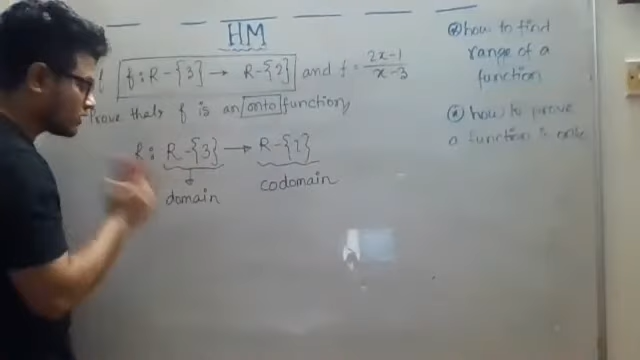 HM
f f : R - {3} → R - {2} and f = 2x-1 / x-3
Prove that, f is an onto function,
R : R - {3} → R - {2}
domain
codomain
how to find
range of a
function
how to prove
a function is onto